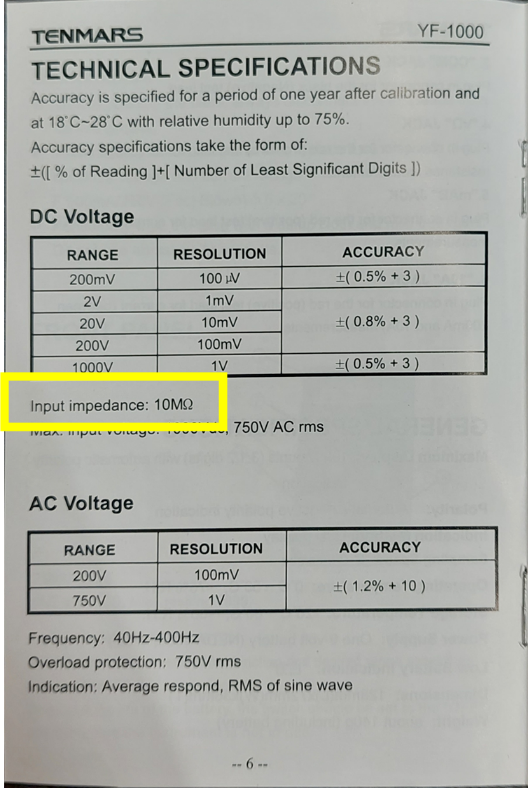 TENMARS YF-1000
TECHNICAL SPECIFICATIONS
Accuracy is specified for a period of one year after calibration and
at 18°C~28°C with relative humidity up to 75%.
Accuracy specifications take the form of:
±([ % of Reading ]+[ Number of Least Significant Digits ])
DC Voltage
RANGE RESOLUTION ACCURACY
200mV 100 µV ±( 0.5% + 3 )
2V 1mV
20V 10mV ±( 0.8% + 3 )
200V 100mV
1000V 1V ±( 0.5% + 3 )
Input impedance: 10MΩ
Max. input voltage: 1000Vdc, 750V AC rms
AC Voltage
RANGE RESOLUTION ACCURACY
200V 100mV ±( 1.2% + 10 )
750V 1V
Frequency: 40Hz-400Hz
Overload protection: 750V rms
Indication: Average respond, RMS of sine wave
-- 6 --